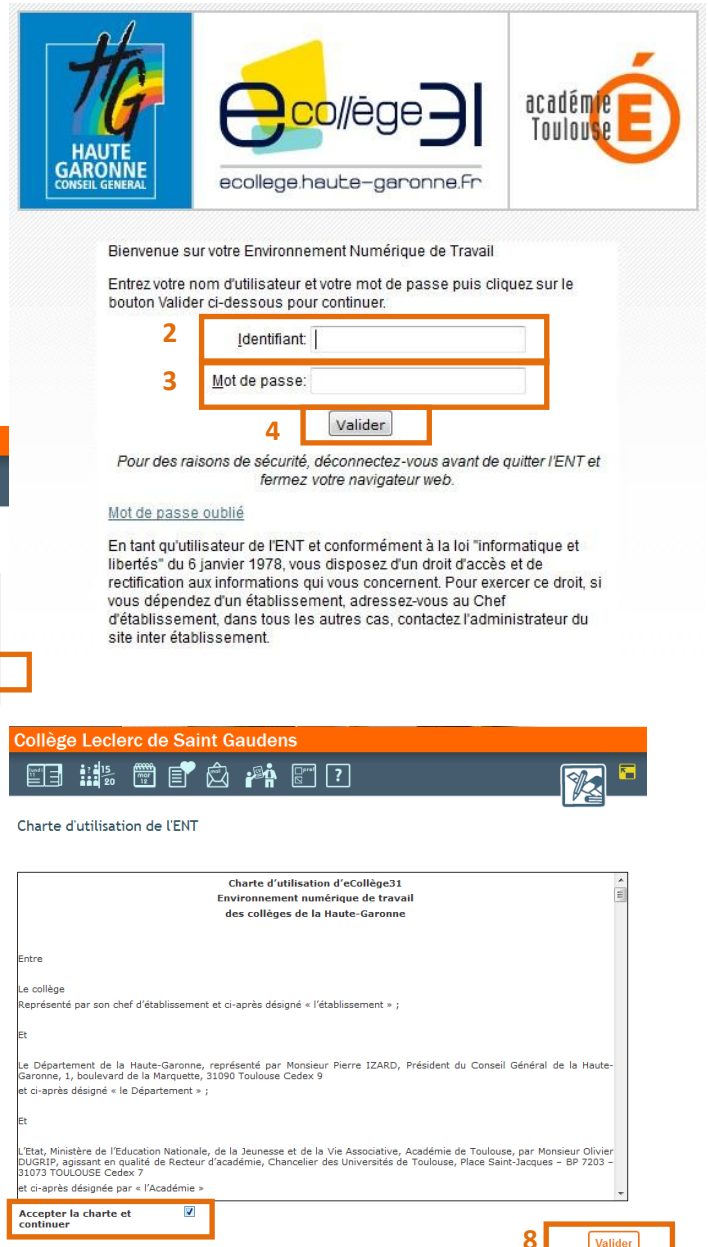 HAUTE
GARONNE
CONSEIL GENERAL
ecollège31
ecollege.haute-garonne.fr
académie
Toulouse
Bienvenue sur votre Environnement Numérique de Travail
Entrez votre nom d'utilisateur et votre mot de passe puis cliquez sur le
bouton Valider ci-dessous pour continuer.
2 Identifiant:
3 Mot de passe:
4 Valider
Pour des raisons de sécurité, déconnectez-vous avant de quitter l'ENT et
fermez votre navigateur web.
Mot de passe oublié
En tant qu'utilisateur de l'ENT et conformément à la loi "informatique et
libertés" du 6 janvier 1978, vous disposez d'un droit d'accès et de
rectification aux informations qui vous concernent. Pour exercer ce droit, si
vous dépendez d'un établissement, adressez-vous au Chef
d'établissement, dans tous les autres cas, contactez l'administrateur du
site inter établissement.
Collège Leclerc de Saint Gaudens
Charte d'utilisation de l'ENT
Charte d'utilisation d'eCollège31
Environnement numérique de travail
des collèges de la Haute-Garonne
Entre
Le collège
Représenté par son chef d'établissement et ci-après désigné « l'établissement » ;
Et
Le Département de la Haute-Garonne, représenté par Monsieur Pierre IZARD, Président du Conseil Général de la Haute-
Garonne, 1, boulevard de la Marquette, 31090 Toulouse Cedex 9
et ci-après désigné « le Département » ;
Et
L'Etat, Ministère de l'Education Nationale, de la Jeunesse et de la Vie Associative, Académie de Toulouse, par Monsieur Olivier
DUGRIP, agissant en qualité de Recteur d'académie, Chancelier des Universités de Toulouse, Place Saint-Jacques – BP 7203 –
31073 TOULOUSE Cedex 7
et ci-après désignée par « l'Académie »
Accepter la charte et
continuer
8 Valider